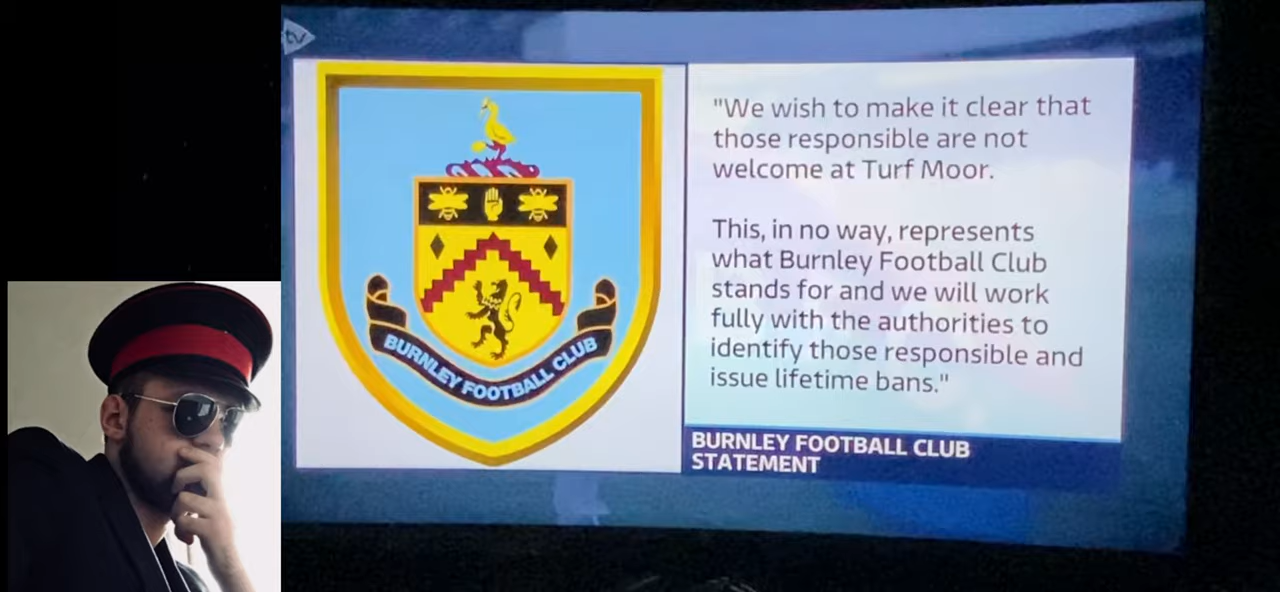 BURNLEY FOOTBALL CLUB
"We wish to make it clear that
those responsible are not
welcome at Turf Moor.
This, in no way, represents
what Burnley Football Club
stands for and we will work
fully with the authorities to
identify those responsible and
issue lifetime bans."
BURNLEY FOOTBALL CLUB
STATEMENT